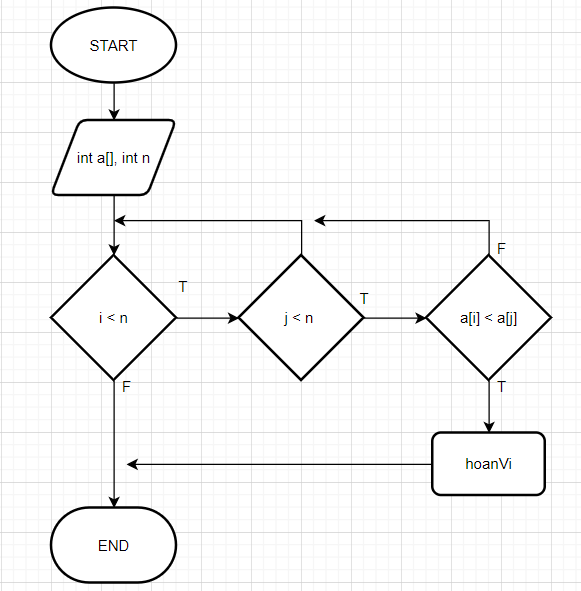 START
int a[], int n
F
T
T
i < n
j < n
a[i] < a[j]
F
T
hoanVi
END